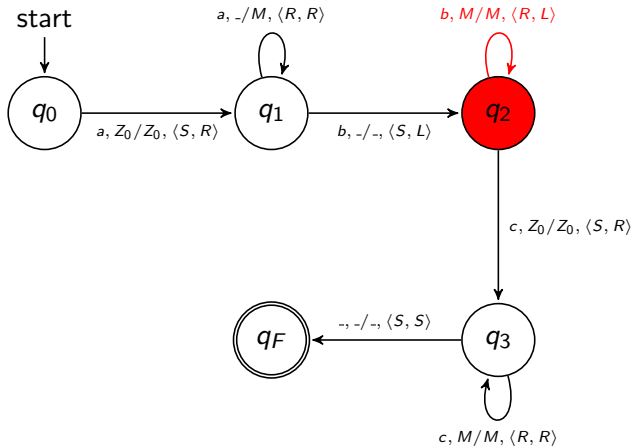 a, _/M, ⟨R, R⟩
b, M/M, ⟨R, L⟩
start
q0
q1
q2
a, Z0/Z0, ⟨S, R⟩
b, _/_, ⟨S, L⟩
c, Z0/Z0, ⟨S, R⟩
qF
_, _/_, ⟨S, S⟩
q3
c, M/M, ⟨R, R⟩